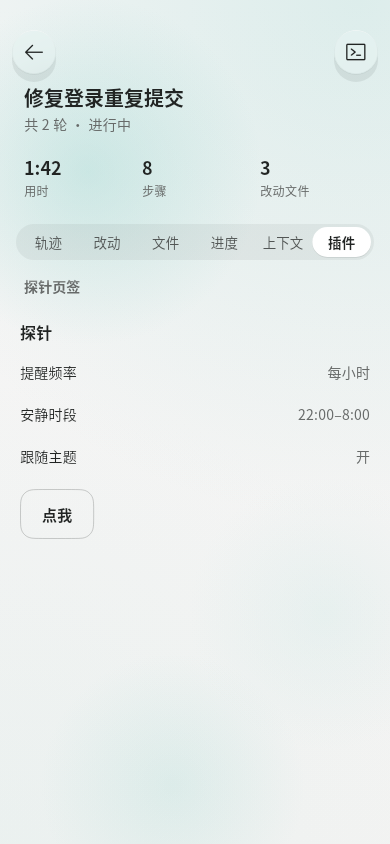 修复登录重复提交
共 2 轮 · 进行中
1:42 8 3
用时 步骤 改动文件
轨迹 改动 文件 进度 上下文 插件
探针页签
探针
提醒频率 每小时
安静时段 22:00–8:00
跟随主题 开
点我